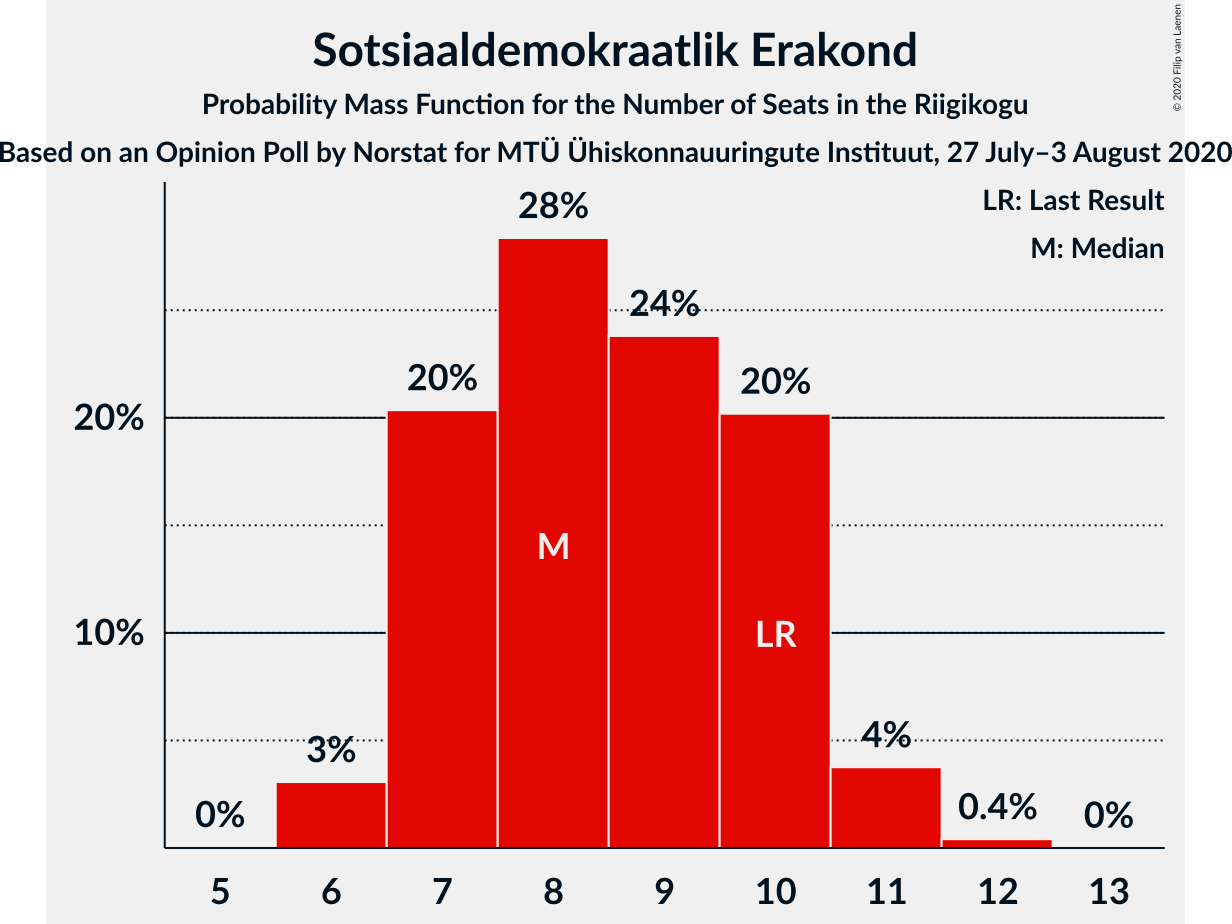 Sotsiaaldemokraatlik Erakond
Probability Mass Function for the Number of Seats in the Riigikogu
Based on an Opinion Poll by Norstat for MTÜ Ühiskonnauuringute Instituut, 27 July–3 August 2020
© 2020 Filip van Laenen
LR: Last Result
M: Median
28%
24%
20%
20%
20%
M
LR
10%
3%
4%
0%
0.4%
0%
5 6 7 8 9 10 11 12 13